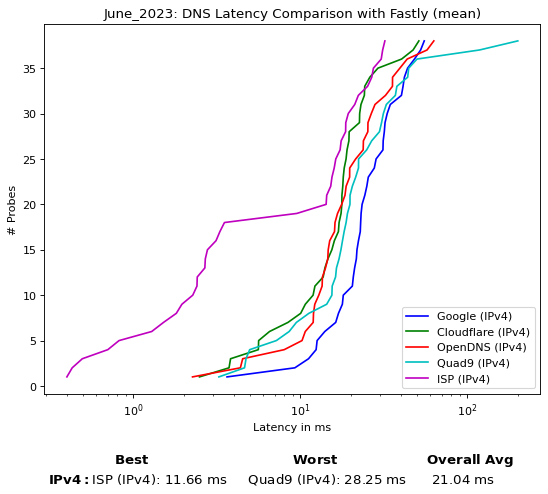 June_2023: DNS Latency Comparison with Fastly (mean)
# Probes
35
30
25
20
15
10
5
0
Google (IPv4)
Cloudflare (IPv4)
OpenDNS (IPv4)
Quad9 (IPv4)
ISP (IPv4)
10⁰ 10¹ 10²
Latency in ms
Best Worst Overall Avg
IPv4: ISP (IPv4): 11.66 ms Quad9 (IPv4): 28.25 ms 21.04 ms